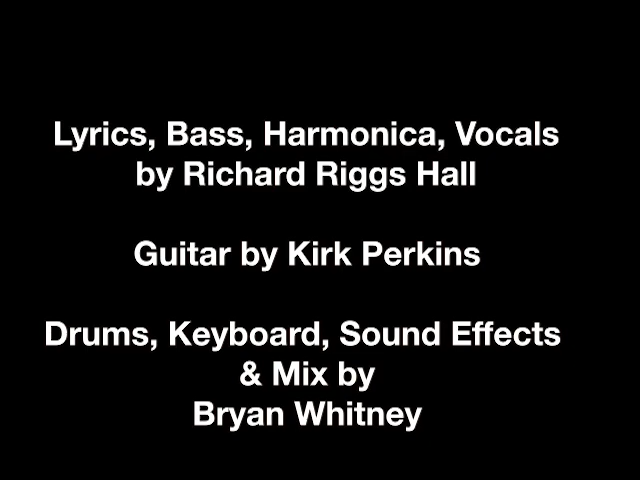 Lyrics, Bass, Harmonica, Vocals
by Richard Riggs Hall
Guitar by Kirk Perkins
Drums, Keyboard, Sound Effects
& Mix by
Bryan Whitney